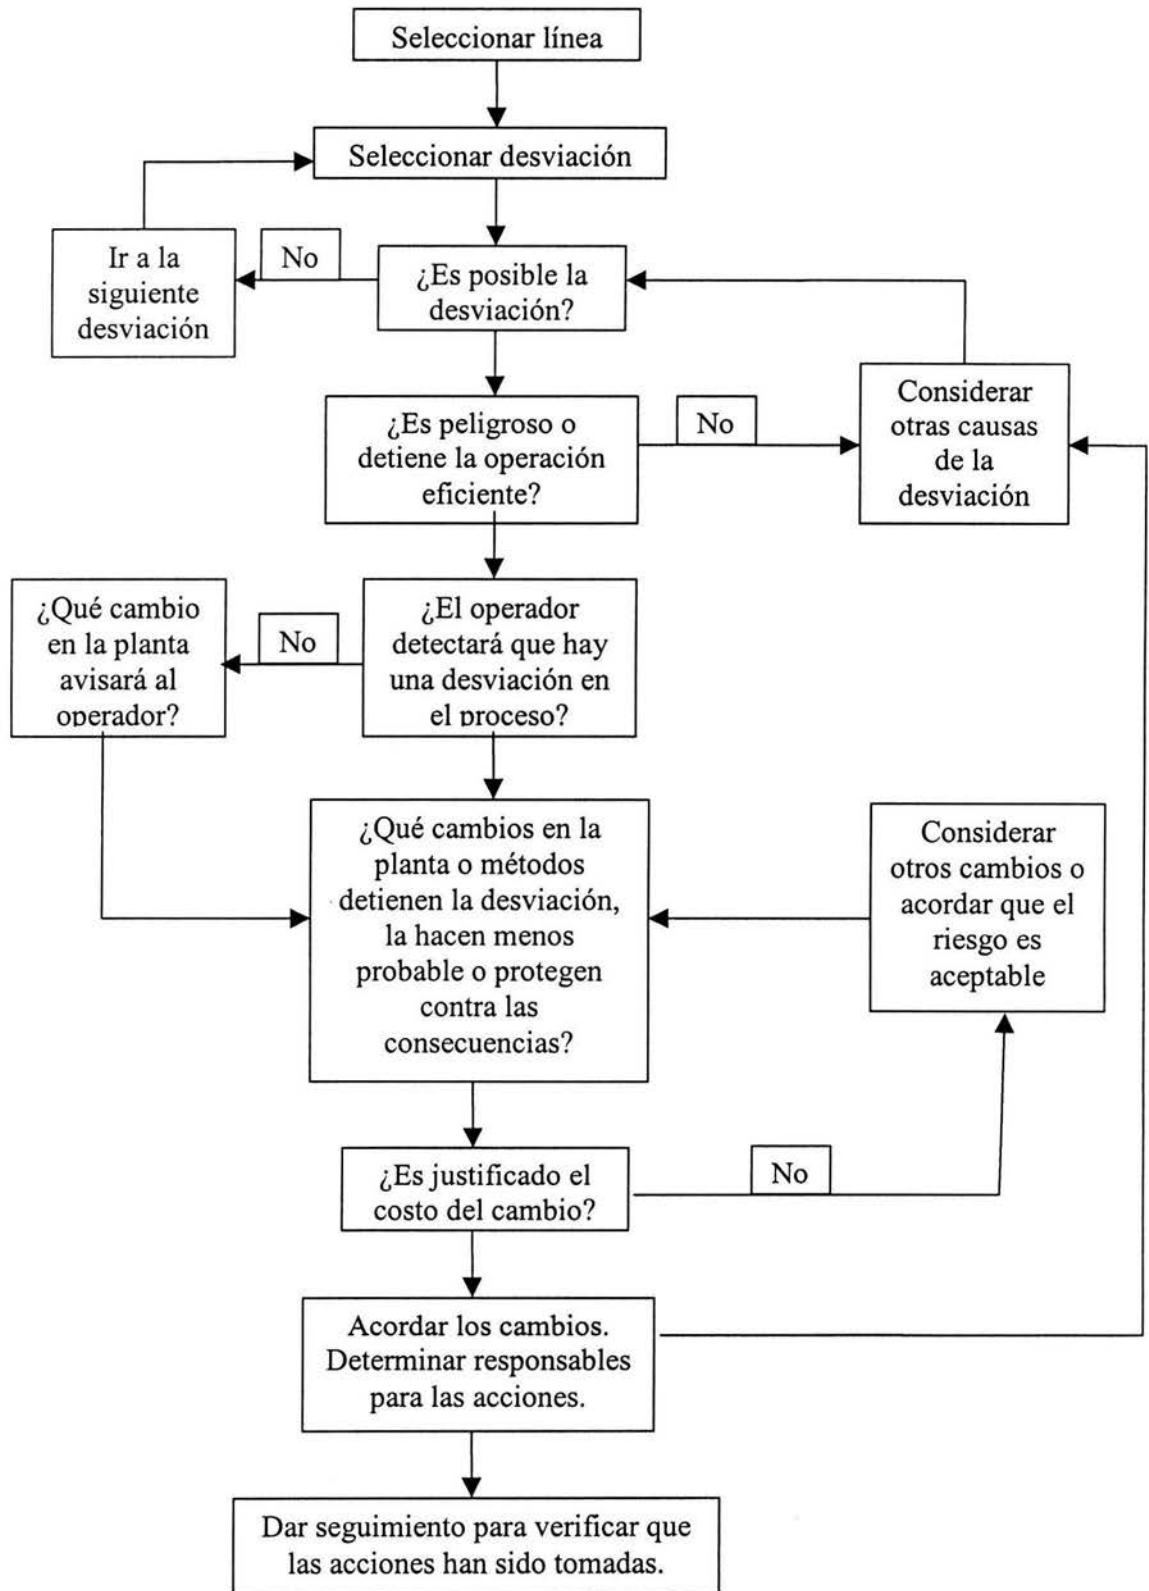 Seleccionar línea
Seleccionar desviación
Ir a la
siguiente
desviación
No
¿Es posible la
desviación?
¿Es peligroso o
detiene la operación
eficiente?
No
Considerar
otras causas
de la
desviación
¿Qué cambio
en la planta
avisará al
operador?
No
¿El operador
detectará que hay
una desviación en
el proceso?
¿Qué cambios en la
planta o métodos
detienen la desviación,
la hacen menos
probable o protegen
contra las
consecuencias?
Considerar
otros cambios o
acordar que el
riesgo es
aceptable
¿Es justificado el
costo del cambio?
No
Acordar los cambios.
Determinar responsables
para las acciones.
Dar seguimiento para verificar que
las acciones han sido tomadas.